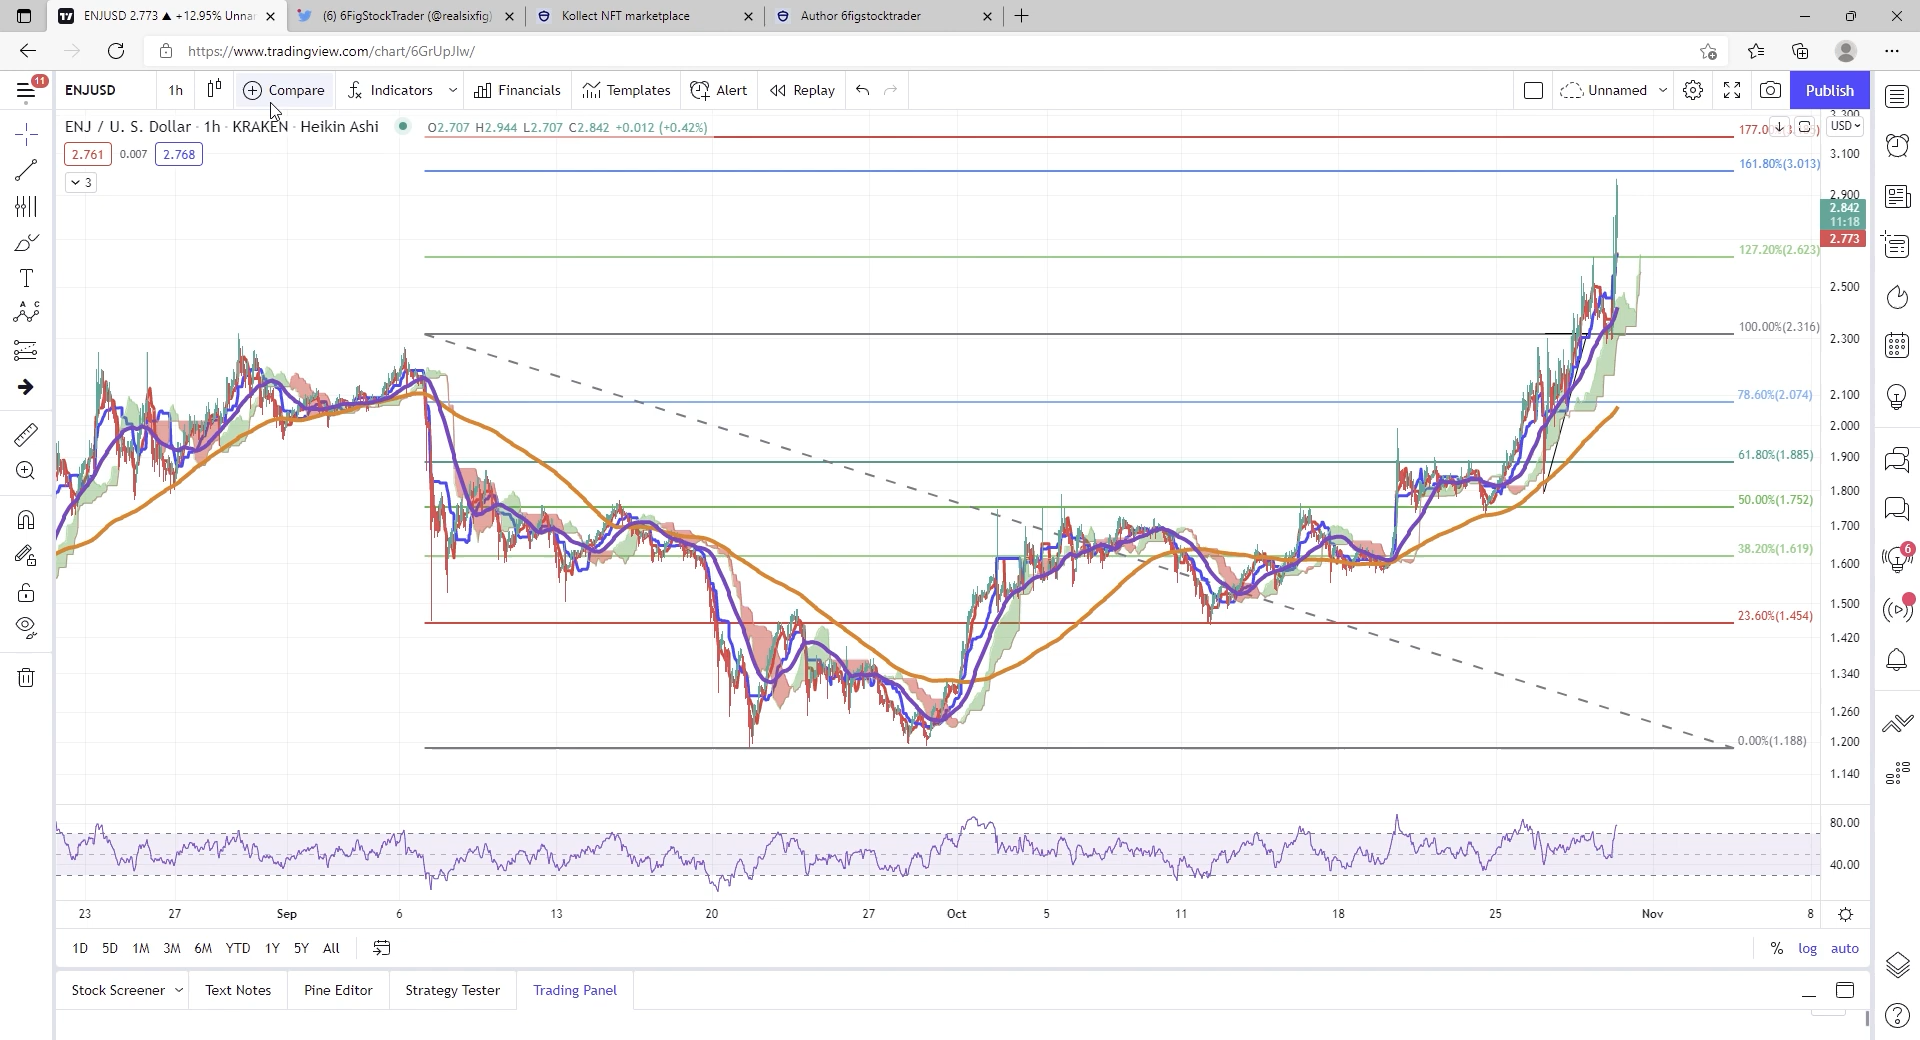 ENJUSD 2.773 ▲ +12.95% Unnar
(6) 6FigStockTrader (@realsixfig)
Kollect NFT marketplace
Author 6figstocktrader
https://www.tradingview.com/chart/6GrUpJIw/
11
ENJUSD
1h
Compare
Indicators
Financials
Templates
Alert
Replay
Unnamed
Publish
ENJ / U. S. Dollar · 1h · KRAKEN · Heikin Ashi
O2.707 H2.944 L2.707 C2.842 +0.012 (+0.42%)
USD
2.761 0.007 2.768
3
161.80%(3.013)
127.20%(2.623)
100.00%(2.316)
78.60%(2.074)
61.80%(1.885)
50.00%(1.752)
38.20%(1.619)
23.60%(1.454)
0.00%(1.188)
3.100
2.900
2.842
11:18
2.773
2.500
2.300
2.100
2.000
1.900
1.800
1.700
1.600
1.500
1.420
1.340
1.260
1.200
1.140
80.00
40.00
6
23 27 Sep 6 13 20 27 Oct 5 11 18 25 Nov 8
1D 5D 1M 3M 6M YTD 1Y 5Y All
% log auto
Stock Screener Text Notes Pine Editor Strategy Tester Trading Panel